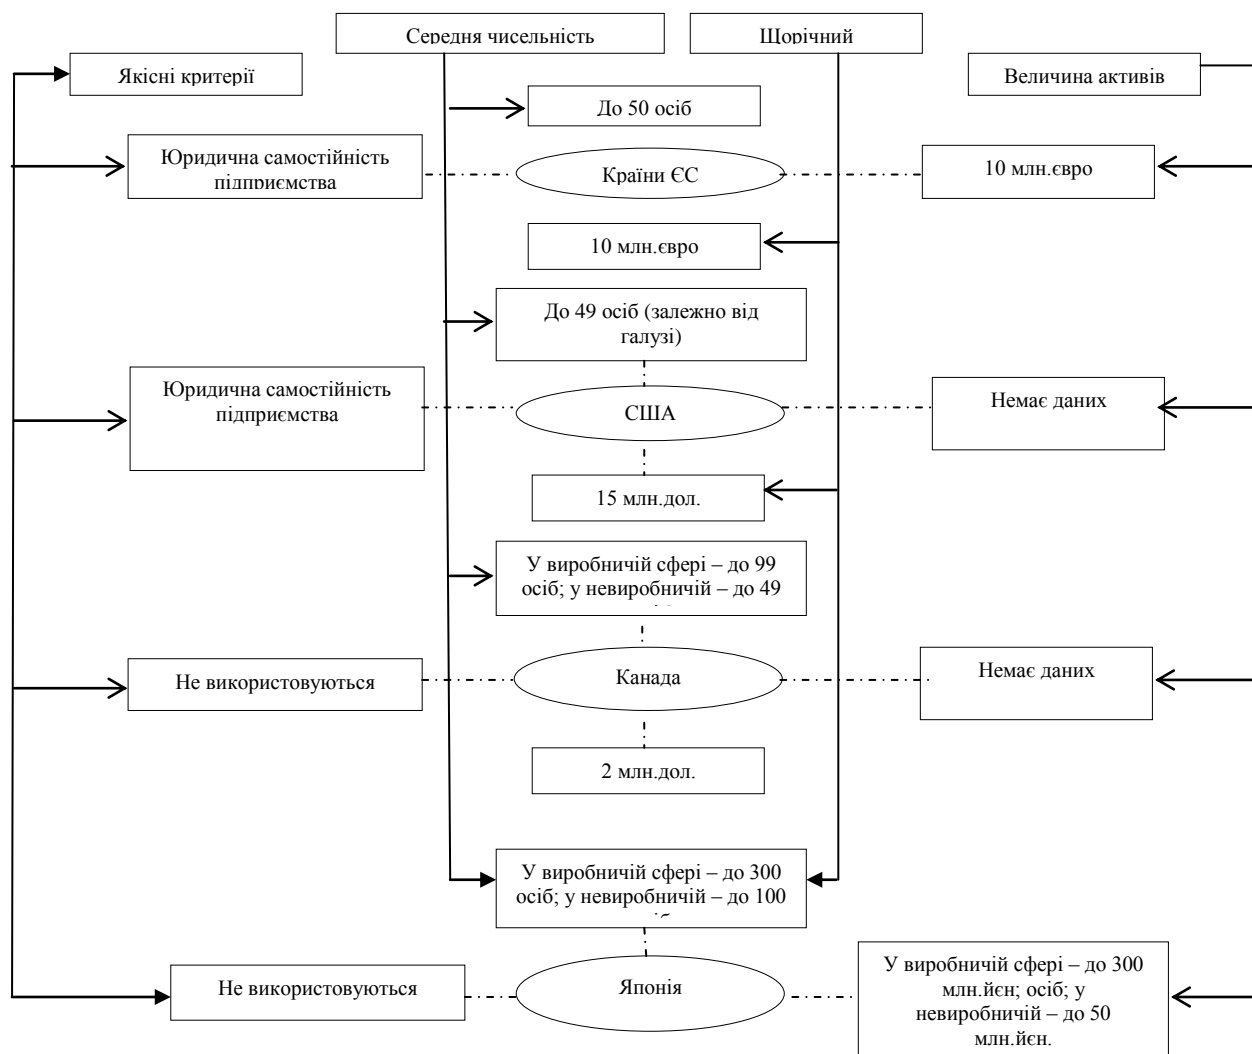 Середня чисельність
Щорічний
Якісні критерії
Величина активів
До 50 осіб
Юридична самостійність
підприємства
Країни ЄС
10 млн.євро
10 млн.євро
До 49 осіб (залежно від
галузі)
Юридична самостійність
підприємства
США
Немає даних
15 млн.дол.
У виробничій сфері – до 99
осіб; у невиробничій – до 49
Не використовуються
Канада
Немає даних
2 млн.дол.
У виробничій сфері – до 300
осіб; у невиробничій – до 100
Не використовуються
Японія
У виробничій сфері – до 300
млн.йєн; осіб; у
невиробничій – до 50
млн.йєн.